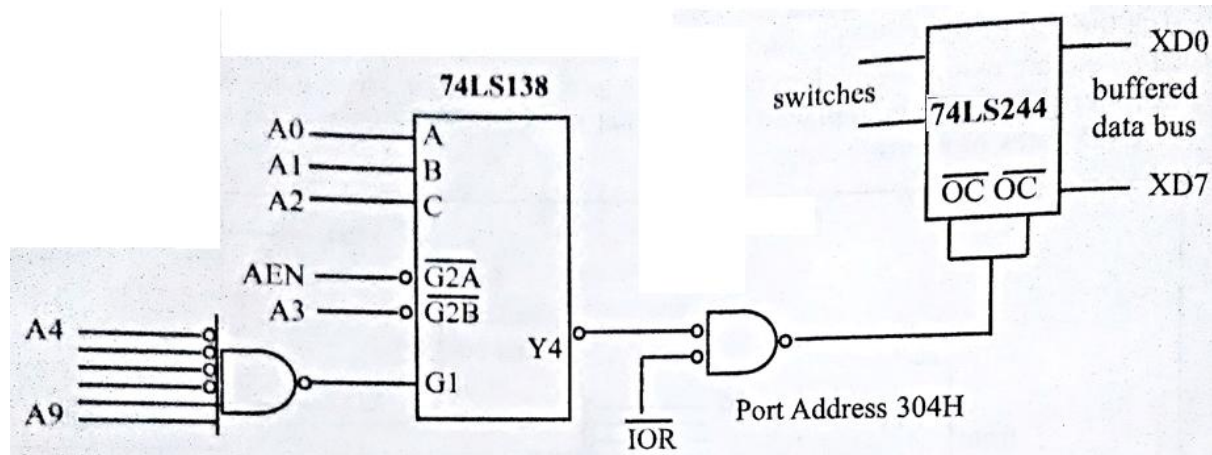 74LS138
A0
A1
A2
A
B
C
AEN
A3
G2A
G2B
A4
A9
Y4
G1
IOR
Port Address 304H
switches
74LS244
OC OC
XD0
buffered
data bus
XD7